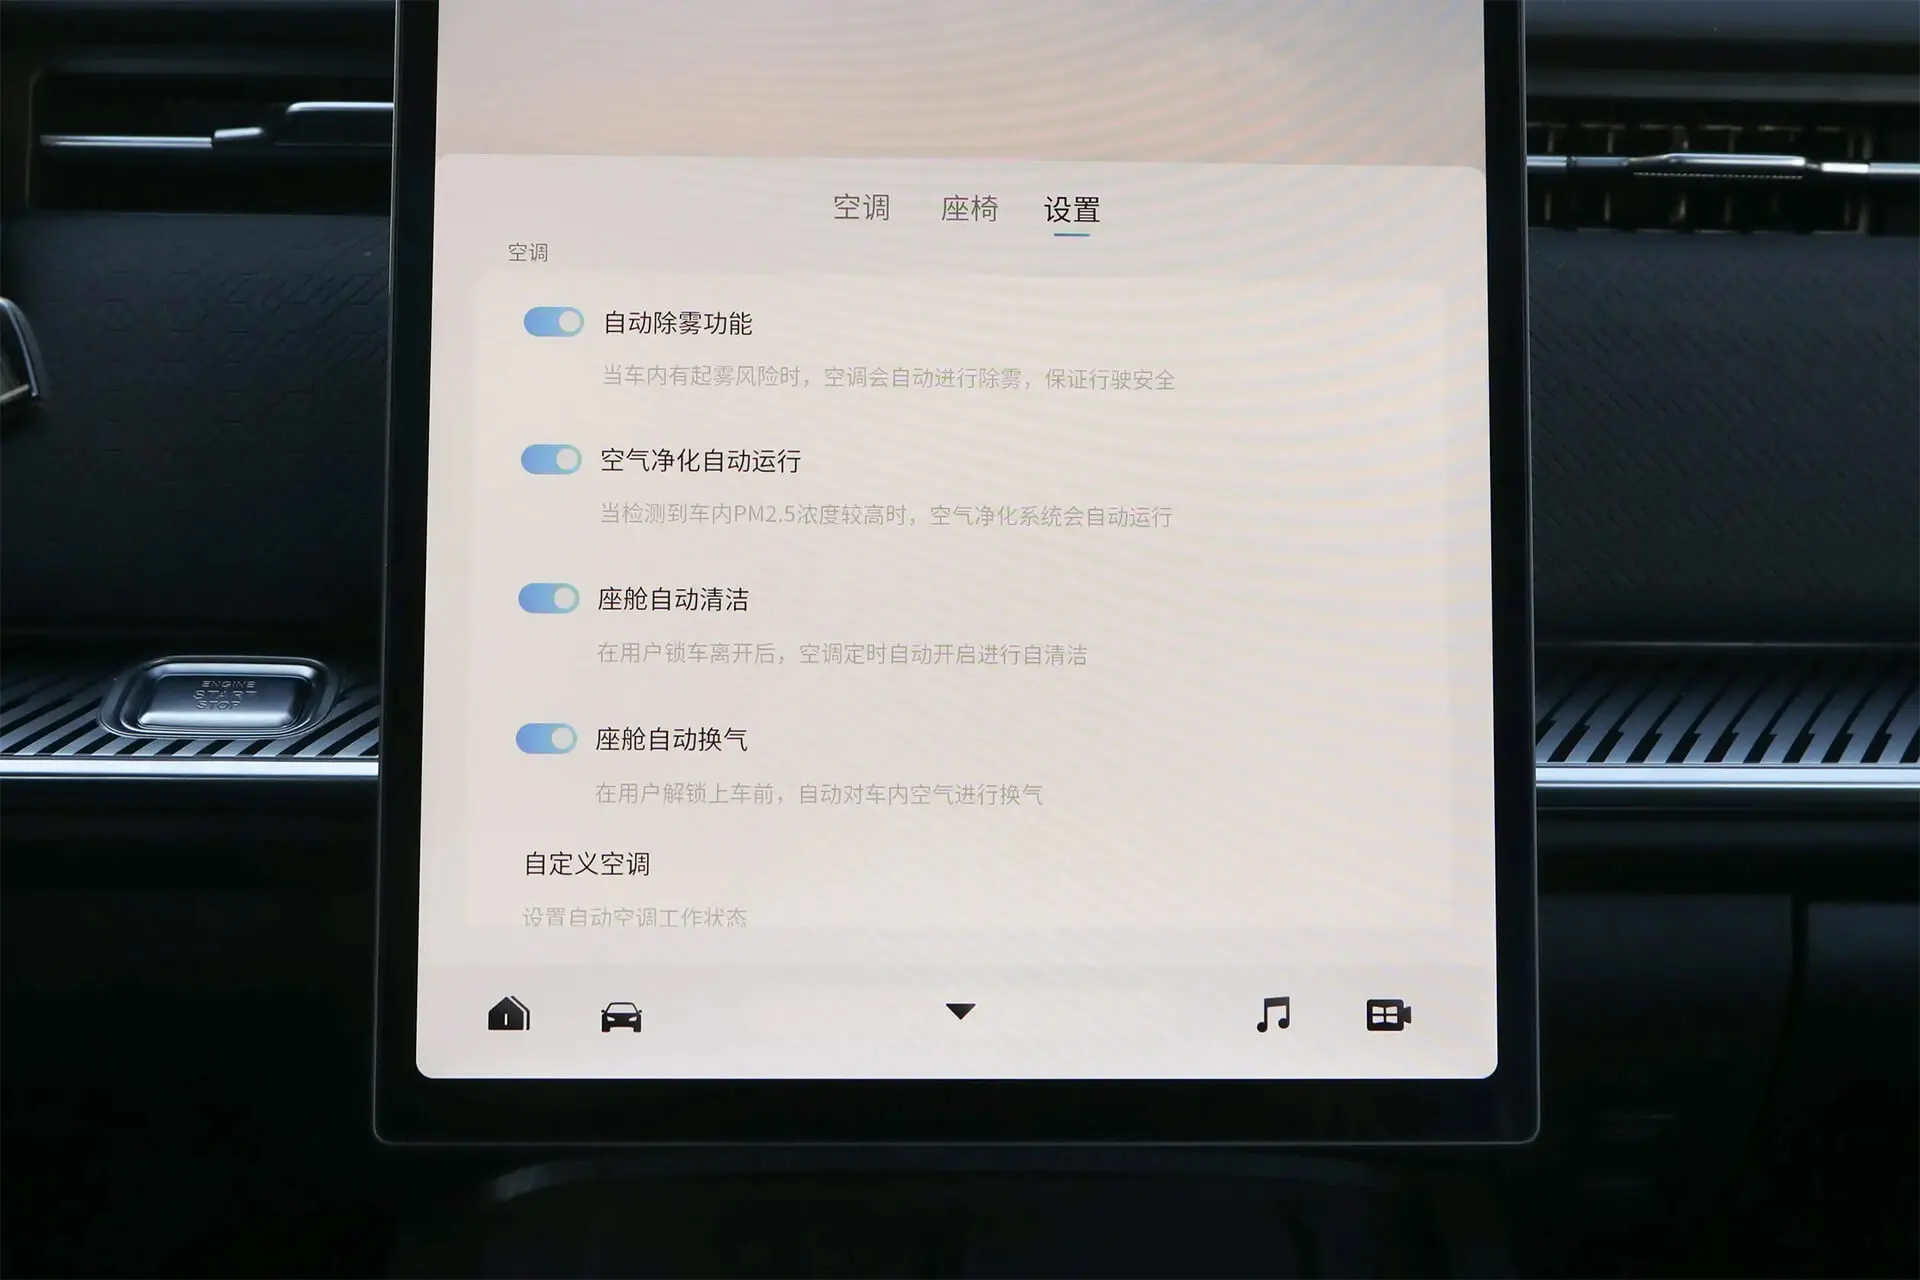 空调 座椅 设置
空调
自动除雾功能
当车内有起雾风险时，空调会自动进行除雾，保证行驶安全
空气净化自动运行
当检测到车内PM2.5浓度较高时，空气净化系统会自动运行
座舱自动清洁
在用户锁车离开后，空调定时自动开启进行自清洁
ENGINE
START
STOP
座舱自动换气
在用户解锁上车前，自动对车内空气进行换气
自定义空调
设置自动空调工作状态